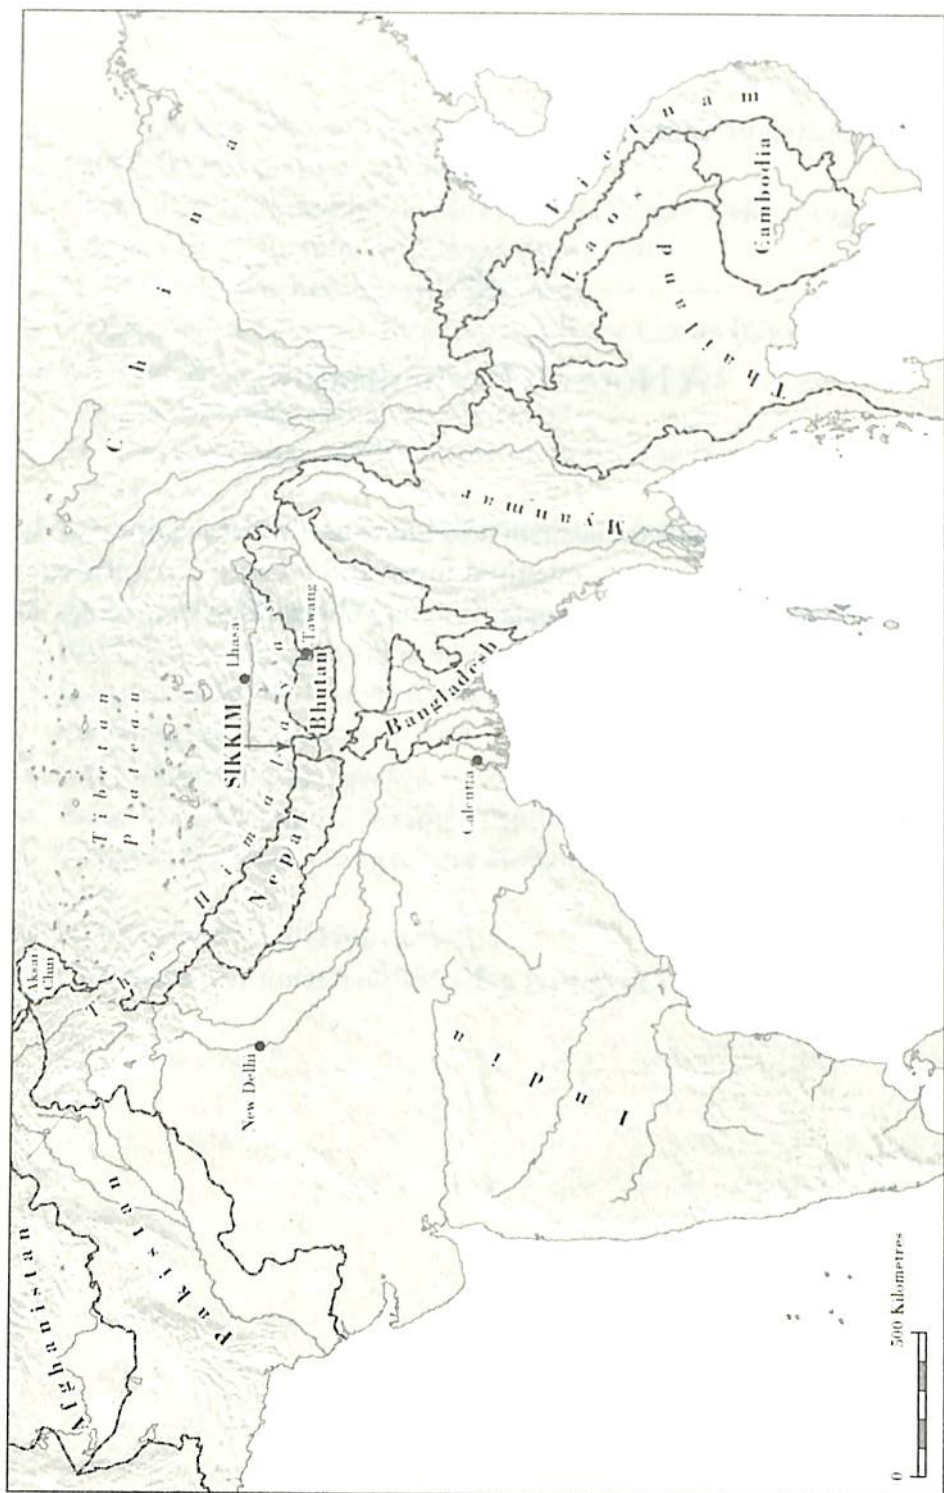 Afghanistan
Pakistan
Aksai
Chin
China
Tibetan
Plateau
The Himalayas
Lhasa
SIKKIM
Tawang
Nepal
Bhutan
New Delhi
India
Bangladesh
Calcutta
Myanmar
Thailand
Laos
Vietnam
Cambodia
0 500 Kilometres